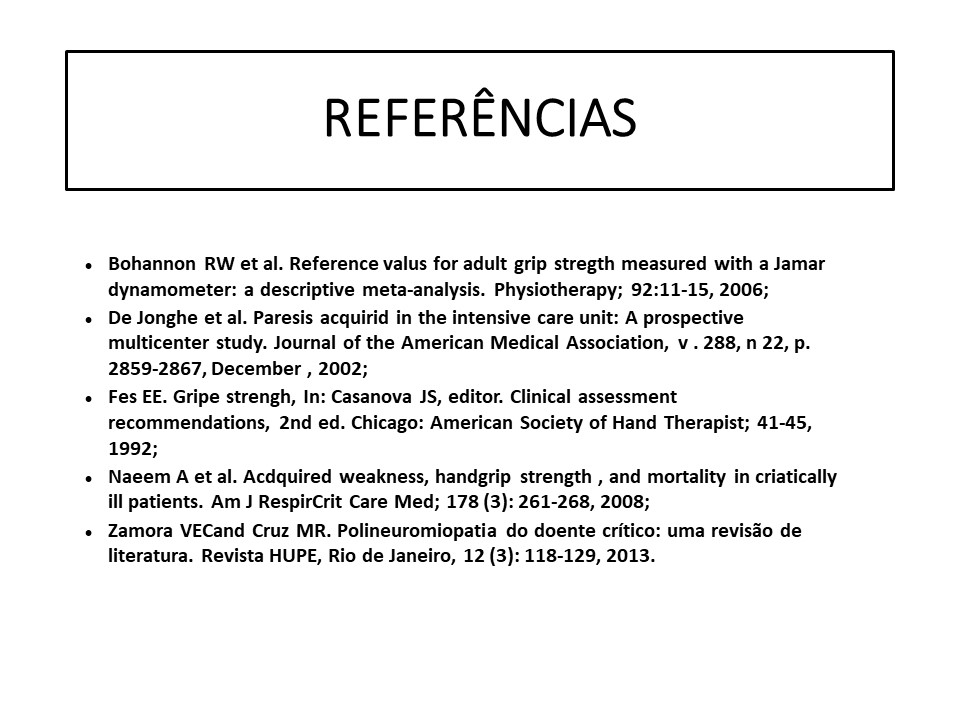 REFERÊNCIAS
• Bohannon RW et al. Reference valus for adult grip stregth measured with a Jamar
dynamometer: a descriptive meta-analysis. Physiotherapy; 92:11-15, 2006;
• De Jonghe et al. Paresis acquirid in the intensive care unit: A prospective
multicenter study. Journal of the American Medical Association, v . 288, n 22, p.
2859-2867, December , 2002;
• Fes EE. Gripe strengh, In: Casanova JS, editor. Clinical assessment
recommendations, 2nd ed. Chicago: American Society of Hand Therapist; 41-45,
1992;
• Naeem A et al. Acdquired weakness, handgrip strength , and mortality in criatically
ill patients. Am J RespirCrit Care Med; 178 (3): 261-268, 2008;
• Zamora VECand Cruz MR. Polineuromiopatia do doente crítico: uma revisão de
literatura. Revista HUPE, Rio de Janeiro, 12 (3): 118-129, 2013.